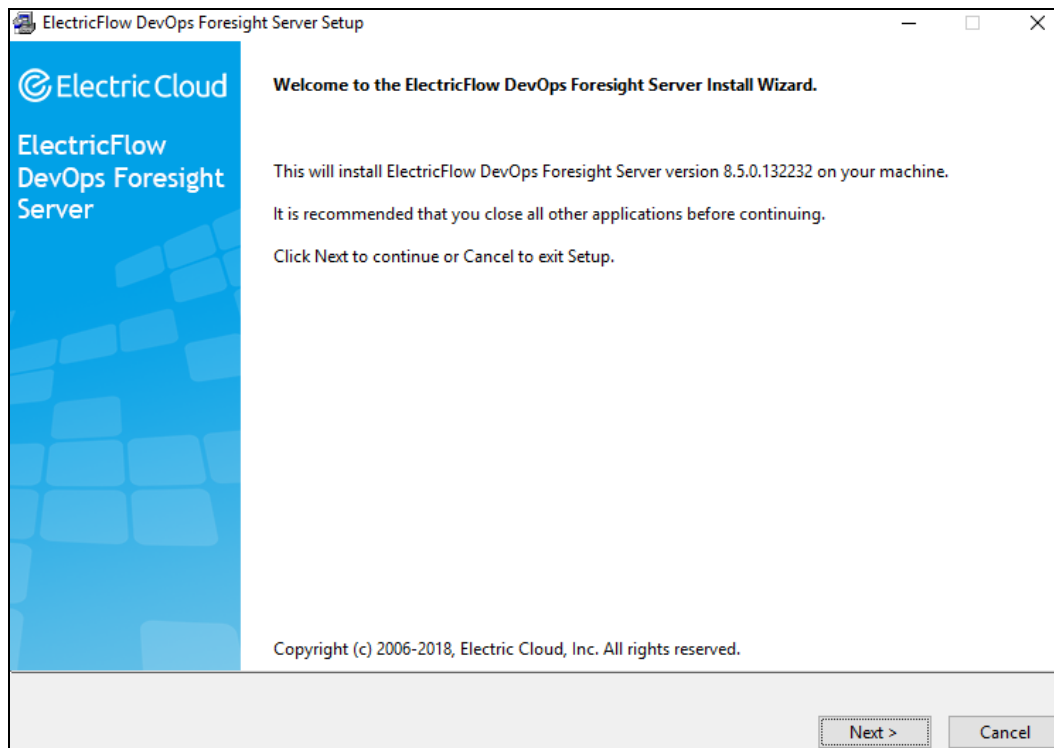 ElectricFlow DevOps Foresight Server Setup
Electric Cloud
ElectricFlow
DevOps Foresight
Server
Welcome to the ElectricFlow DevOps Foresight Server Install Wizard.
This will install ElectricFlow DevOps Foresight Server version 8.5.0.132232 on your machine.
It is recommended that you close all other applications before continuing.
Click Next to continue or Cancel to exit Setup.
Copyright (c) 2006-2018, Electric Cloud, Inc. All rights reserved.
Next >
Cancel